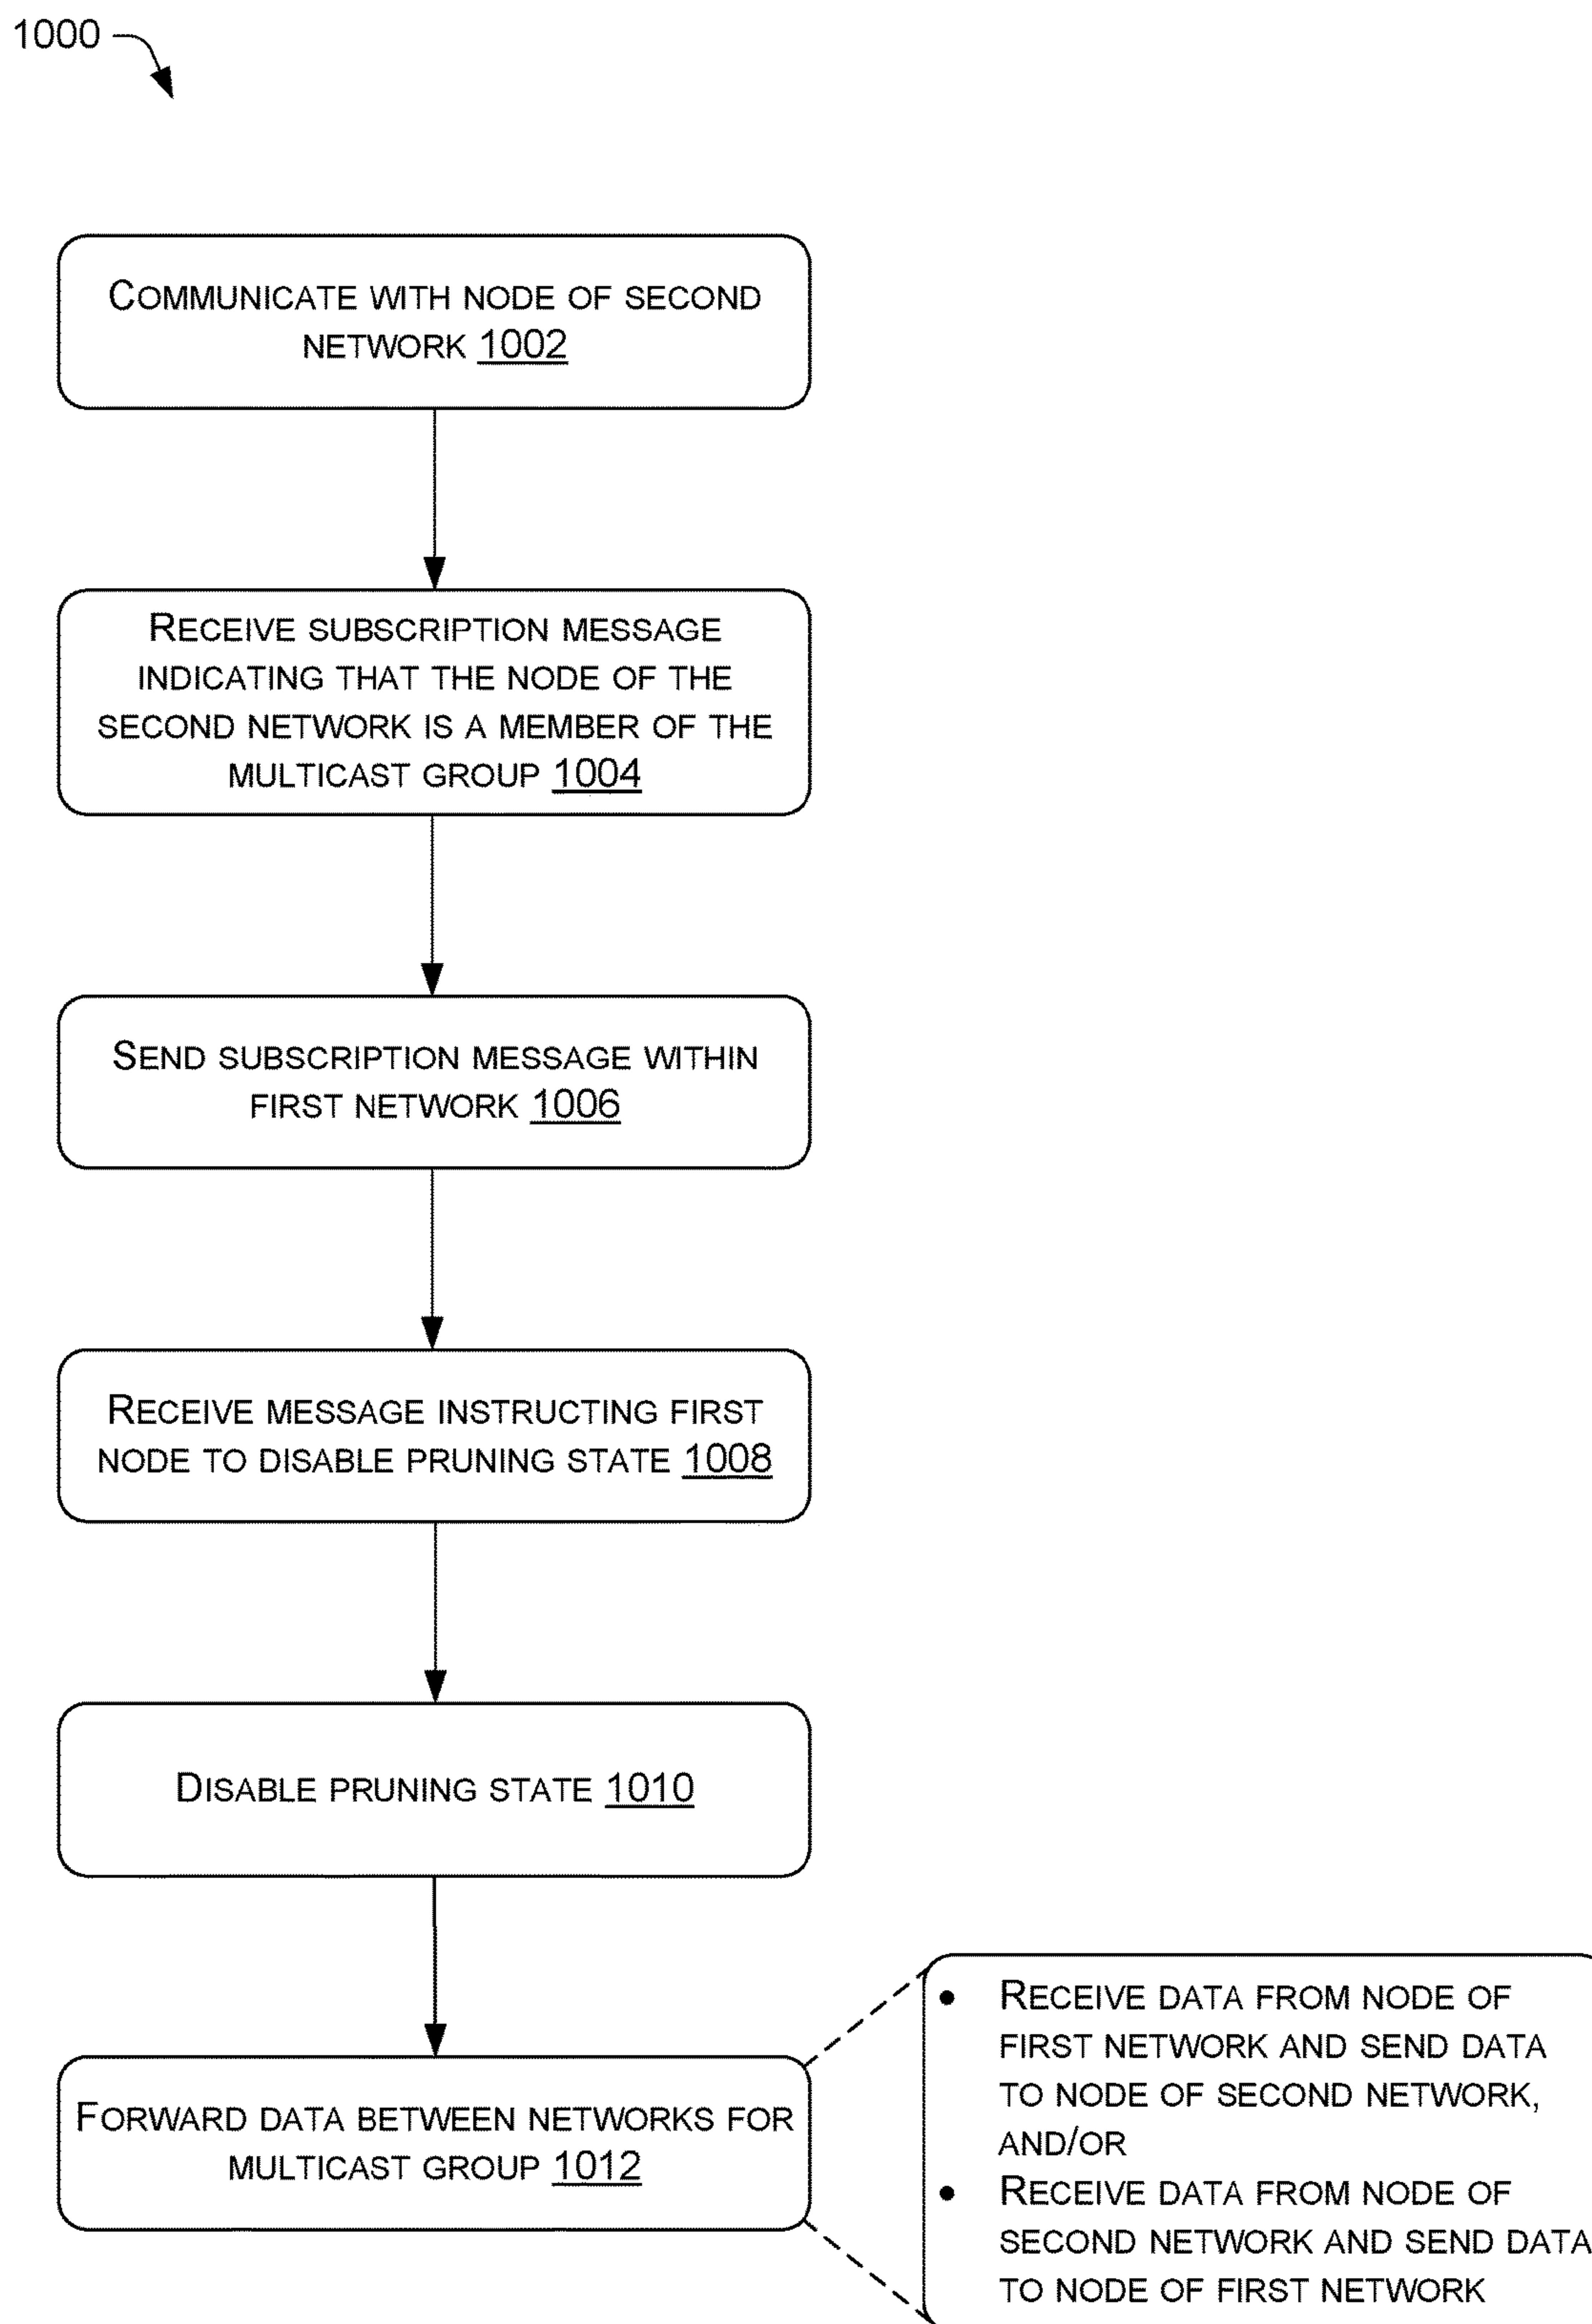 1000
COMMUNICATE WITH NODE OF SECOND
NETWORK 1002
RECEIVE SUBSCRIPTION MESSAGE
INDICATING THAT THE NODE OF THE
SECOND NETWORK IS A MEMBER OF THE
MULTICAST GROUP 1004
SEND SUBSCRIPTION MESSAGE WITHIN
FIRST NETWORK 1006
RECEIVE MESSAGE INSTRUCTING FIRST
NODE TO DISABLE PRUNING STATE 1008
DISABLE PRUNING STATE 1010
FORWARD DATA BETWEEN NETWORKS FOR
MULTICAST GROUP 1012
• RECEIVE DATA FROM NODE OF
FIRST NETWORK AND SEND DATA
TO NODE OF SECOND NETWORK,
AND/OR
• RECEIVE DATA FROM NODE OF
SECOND NETWORK AND SEND DATA
TO NODE OF FIRST NETWORK